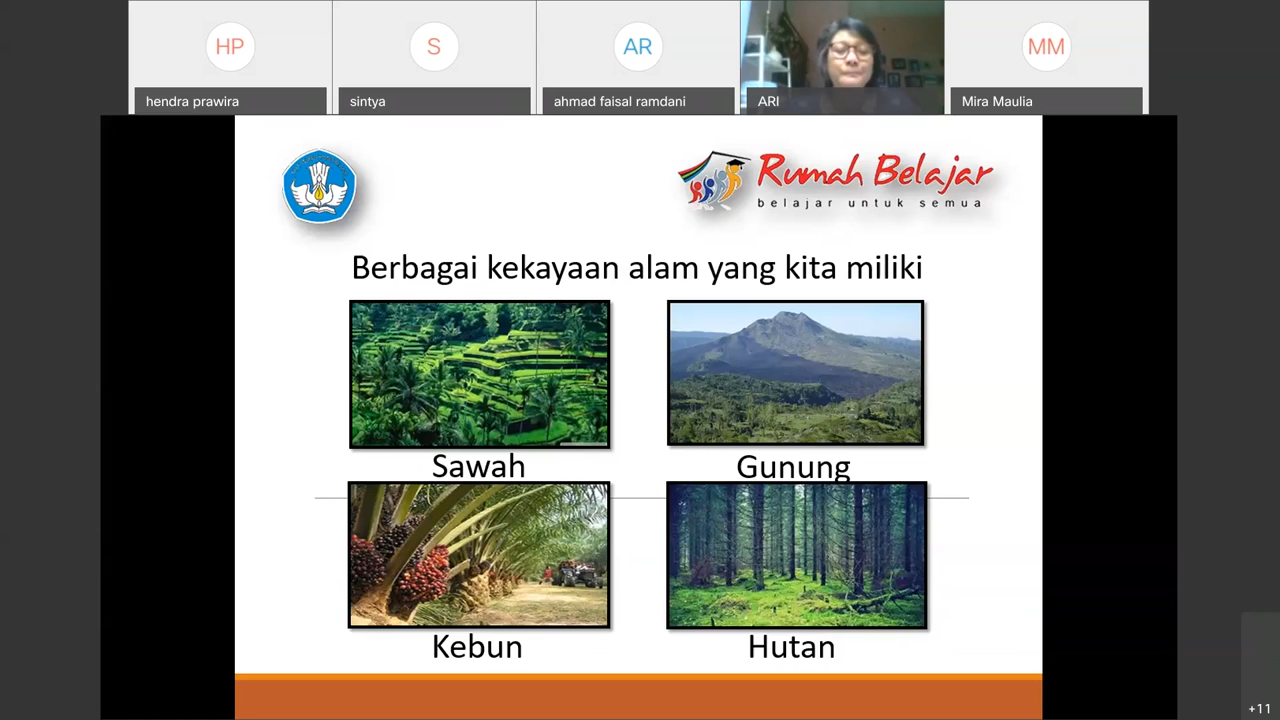 HP
S
AR
MM
hendra prawira
sintya
ahmad faisal ramdani
ARI
Mira Maulia
Rumah Belajar
belajar untuk semua
Berbagai kekayaan alam yang kita miliki
Sawah
Gunung
Kebun
Hutan
+11